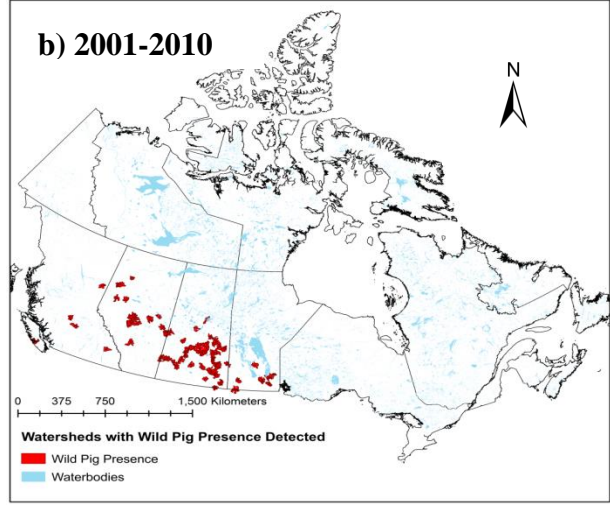 b) 2001-2010
N
0 375 750 1,500 Kilometers
Watersheds with Wild Pig Presence Detected
Wild Pig Presence
Waterbodies